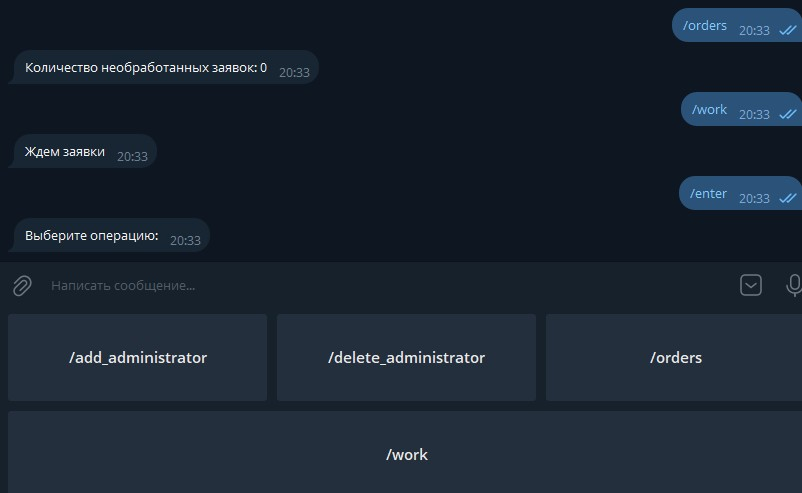 /orders 20:33
Количество необработанных заявок: 0 20:33
/work 20:33
Ждем заявки 20:33
/enter 20:33
Выберите операцию: 20:33
Написать сообщение...
/add_administrator /delete_administrator /orders
/work